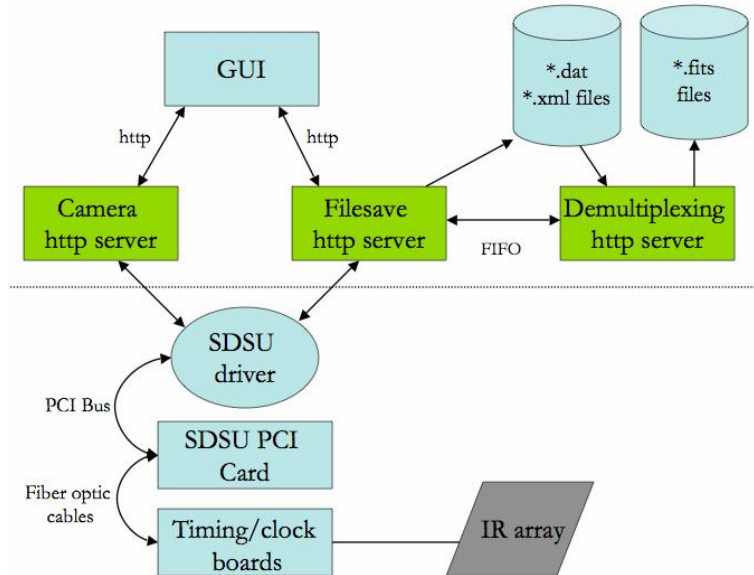 GUI
*.dat
*.xml files
*.fits
files
http
http
Camera
http server
Filesave
http server
Demultiplexing
http server
FIFO
SDSU
driver
PCI Bus
SDSU PCI
Card
Fiber optic
cables
Timing/clock
boards
IR array